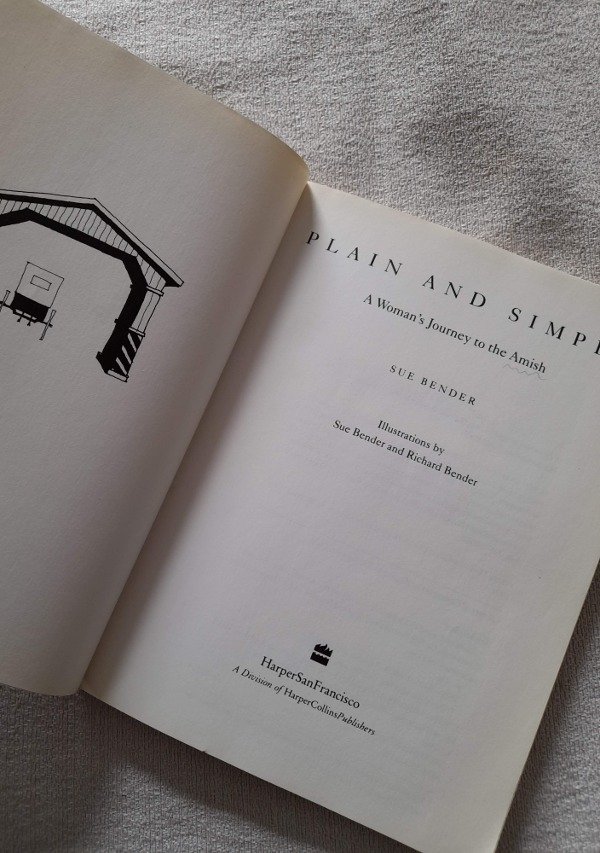 PLAIN AND SIMPL
A Woman's Journey to the Amish
SUE BENDER
Illustrations by
Sue Bender and Richard Bender
HarperSanFrancisco
A Division of HarperCollinsPublishers